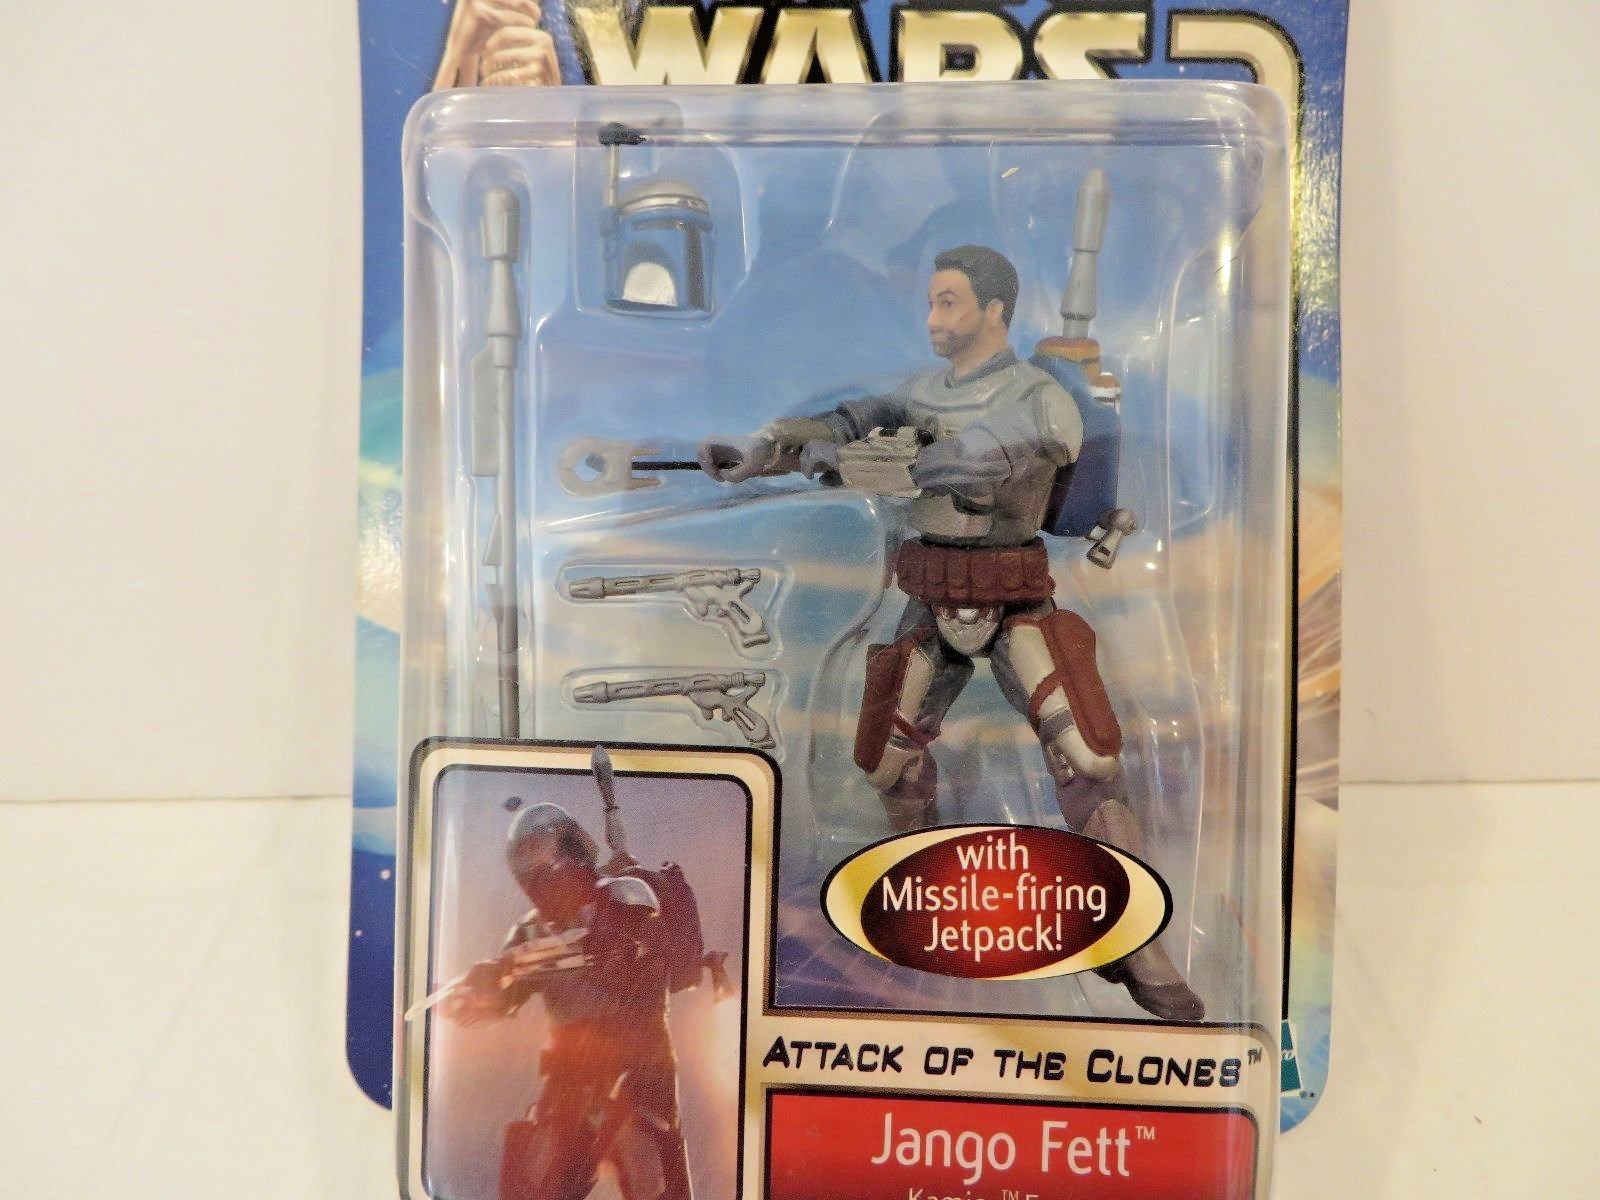 WARS
with
Missile-firing
Jetpack!
ATTACK OF THE CLONES™
Jango Fett™